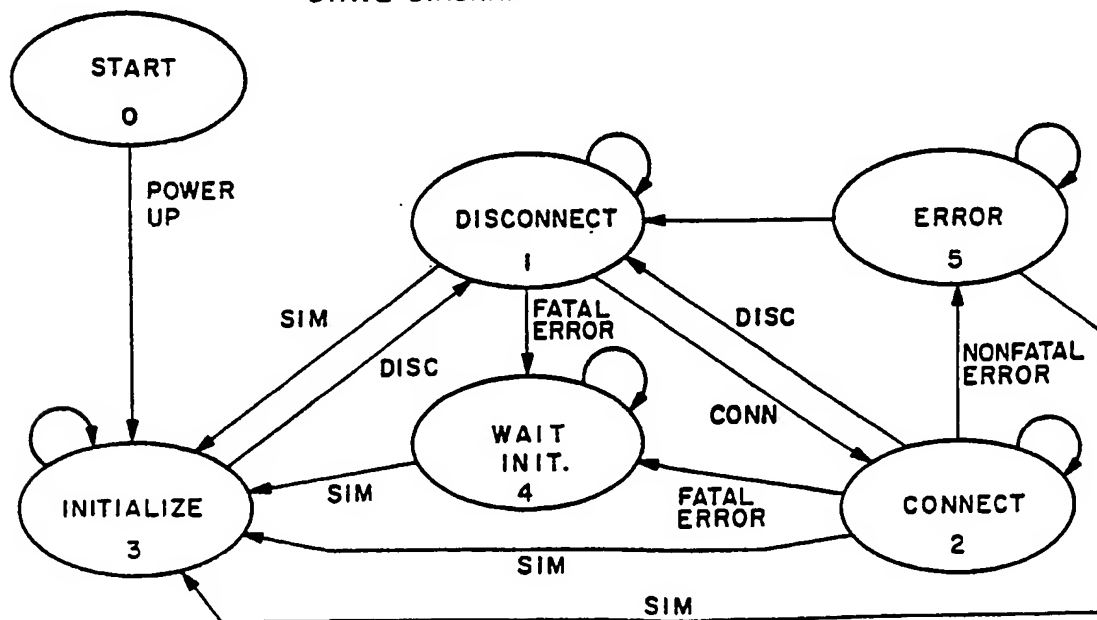 START
0
POWER
UP
DISCONNECT
1
ERROR
5
SIM
DISC
FATAL
ERROR
DISC
CONN
NONFATAL
ERROR
WAIT
INIT.
4
SIM
FATAL
ERROR
INITIALIZE
3
CONNECT
2
SIM
SIM